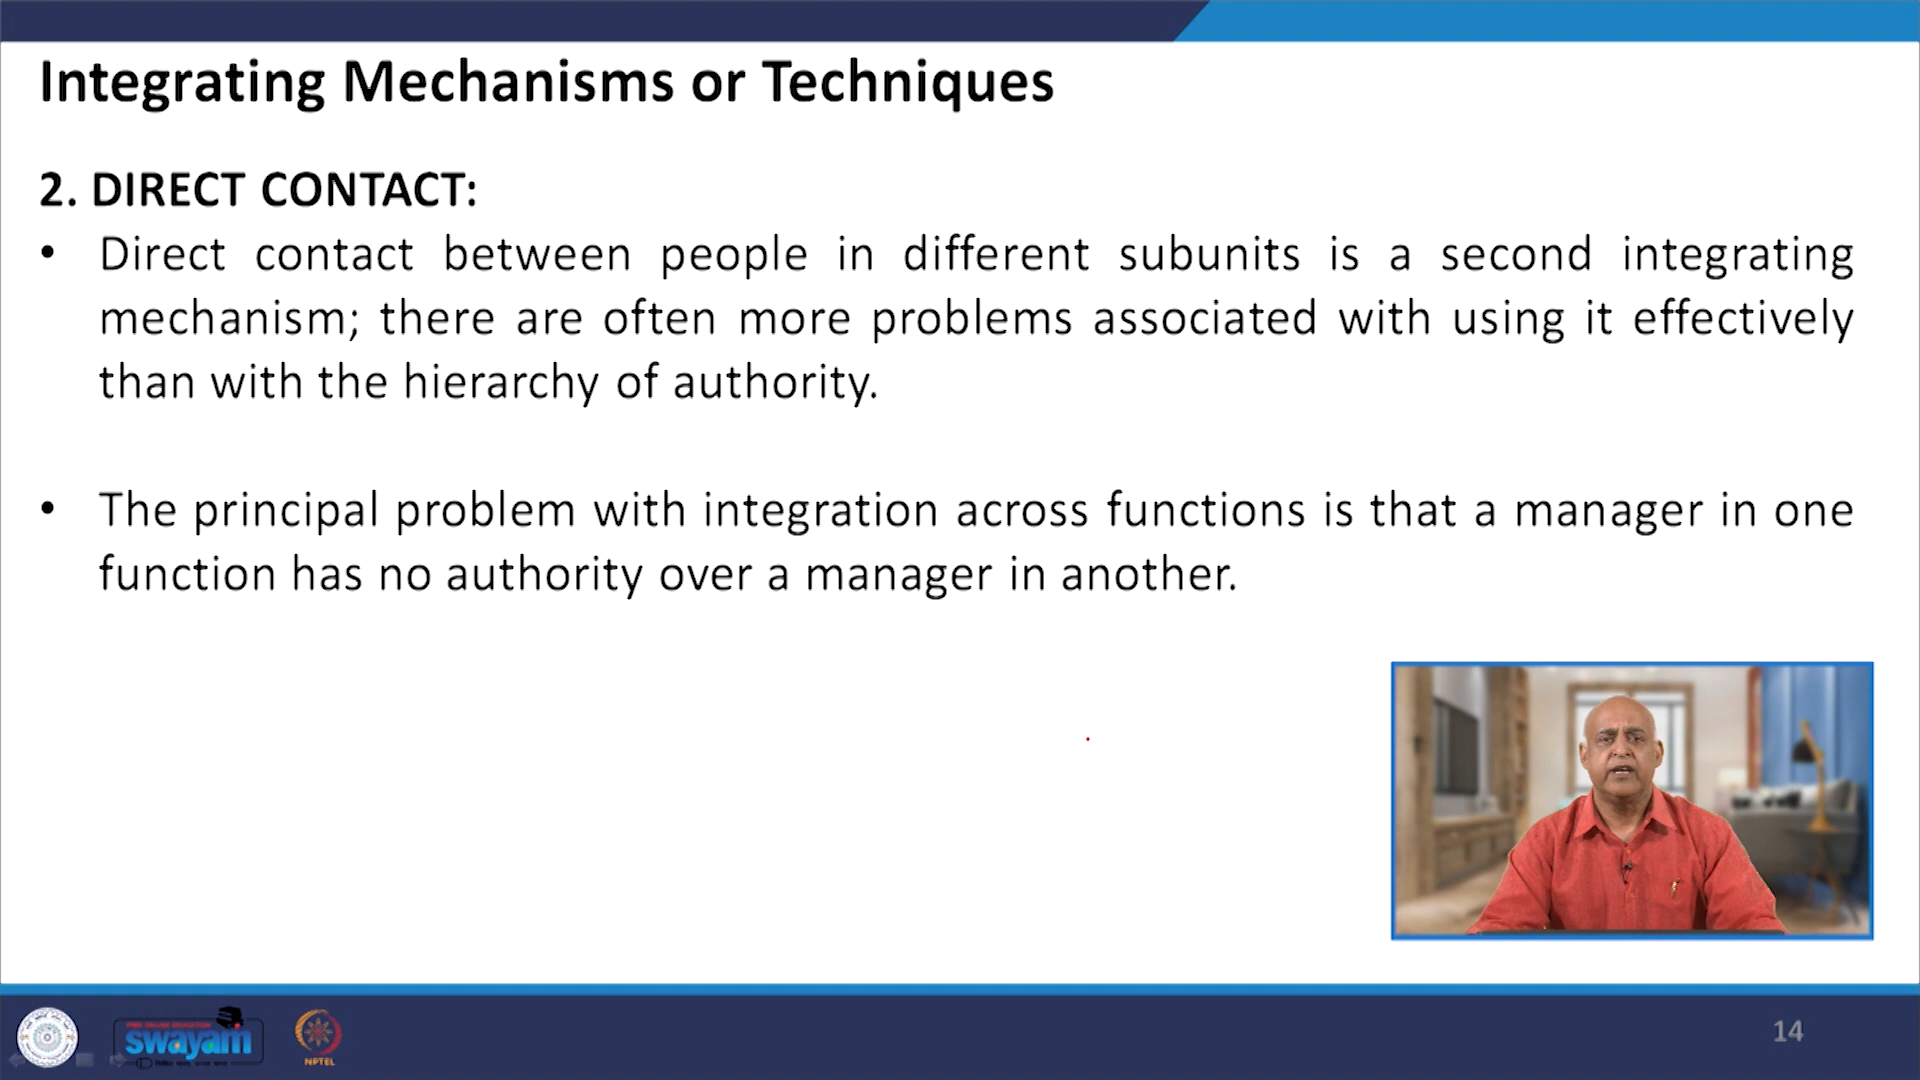 Integrating Mechanisms or Techniques
2. DIRECT CONTACT:
• Direct contact between people in different subunits is a second integrating
mechanism; there are often more problems associated with using it effectively
than with the hierarchy of authority.
• The principal problem with integration across functions is that a manager in one
function has no authority over a manager in another.
FREE ONLINE EDUCATION
swayam
NPTEL
14